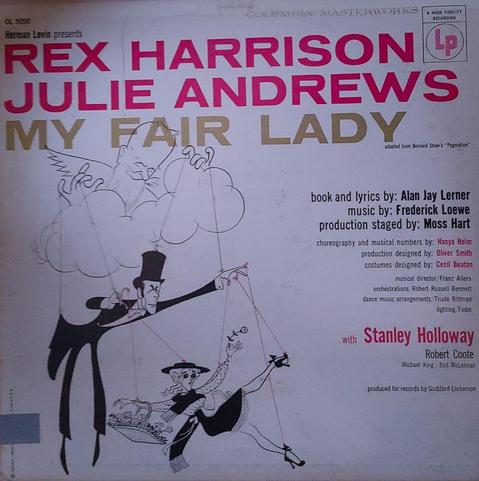 OL 5090
COLUMBIA MASTERWORKS
A HIGH FIDELITY
RECORDING
Lp
Herman Levin presents
REX HARRISON
JULIE ANDREWS
MY FAIR LADY
adapted from Bernard Shaw's "Pygmalion"
book and lyrics by: Alan Jay Lerner
music by: Frederick Loewe
production staged by: Moss Hart
choreography and musical numbers by: Hanya Holm
production designed by: Oliver Smith
costumes designed by: Cecil Beaton
musical director/Franz Allers
orchestrations/Robert Russell Bennett
dance music arrangements/Trude Rittman
lighting/Feder
with Stanley Holloway
Robert Coote
Michael King - Rod McLennan
produced for records by Goddard Lieberson